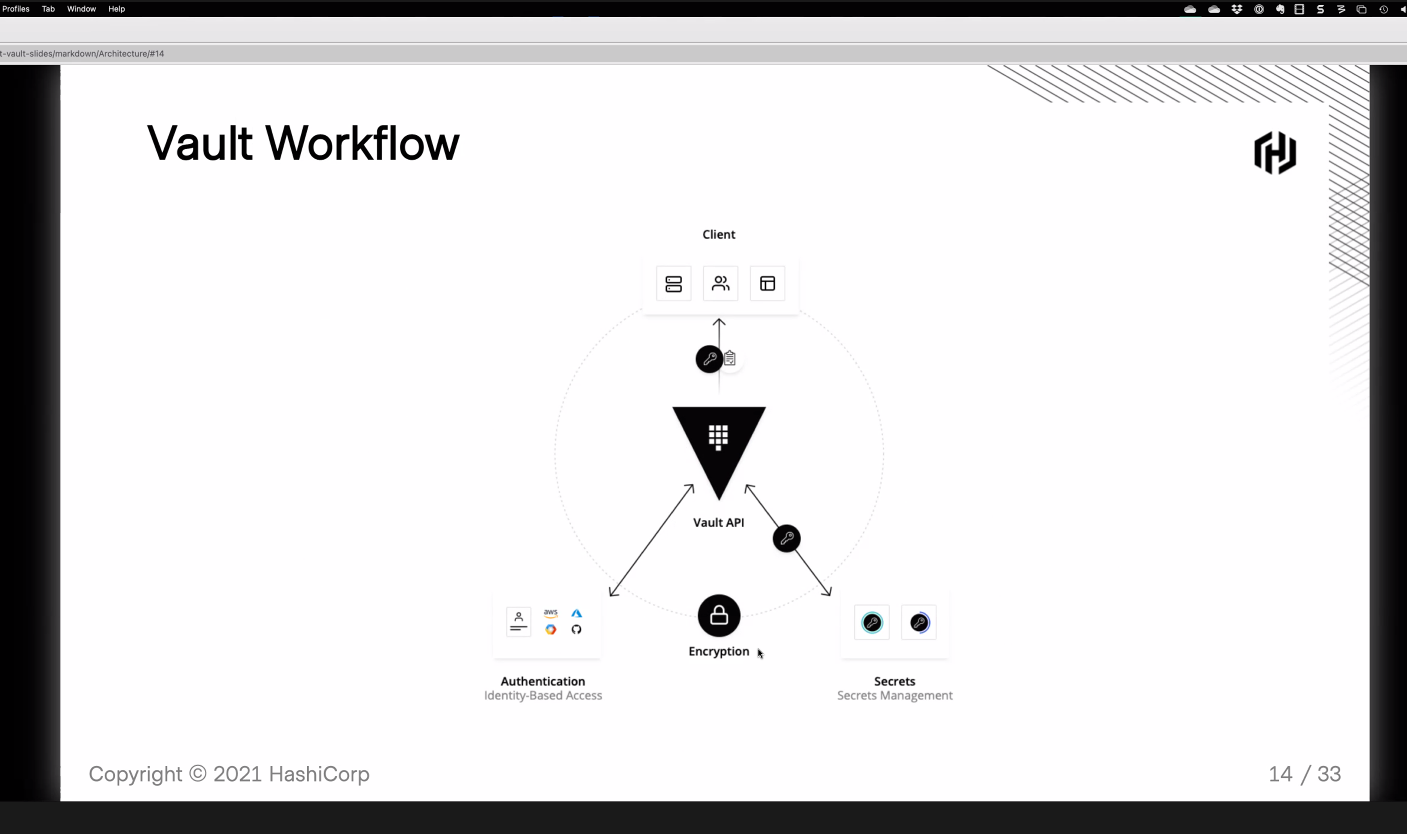 Profiles Tab Window Help
t-vault-slides/markdown/Architecture/#14
Vault Workflow
Client
Vault API
aws
Encryption
Authentication
Identity-Based Access
Secrets
Secrets Management
Copyright © 2021 HashiCorp
14 / 33